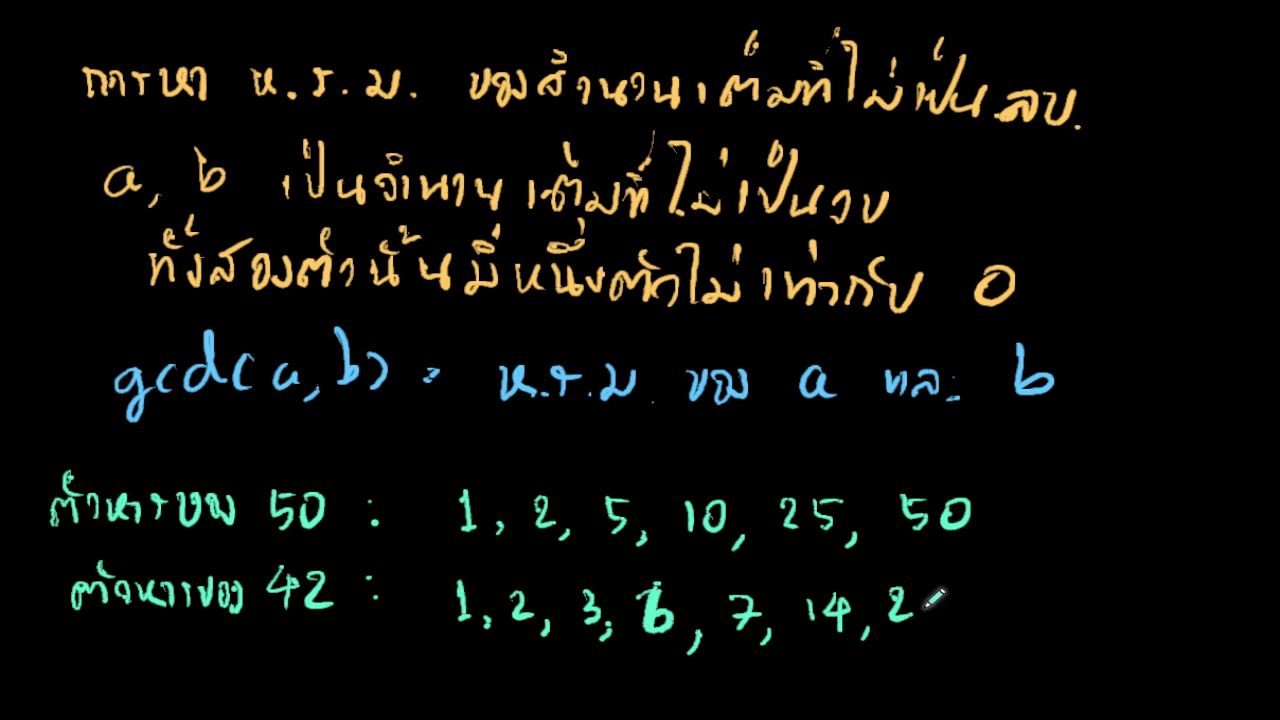 การหา ห.ร.ม. ของจำนวนเต็มที่ไม่เป็นลบ.
a, b เป็นจำนวนเต็มที่ไม่เป็นลบ
ทั้งสองตัวนั้นมีหนึ่งตัวไม่เท่ากับ 0
gcd(a, b) = ห.ร.ม. ของ a และ b
ตัวหารของ 50 : 1, 2, 5, 10, 25, 50
ตัวหารของ 42 : 1, 2, 3, 6, 7, 14, 2